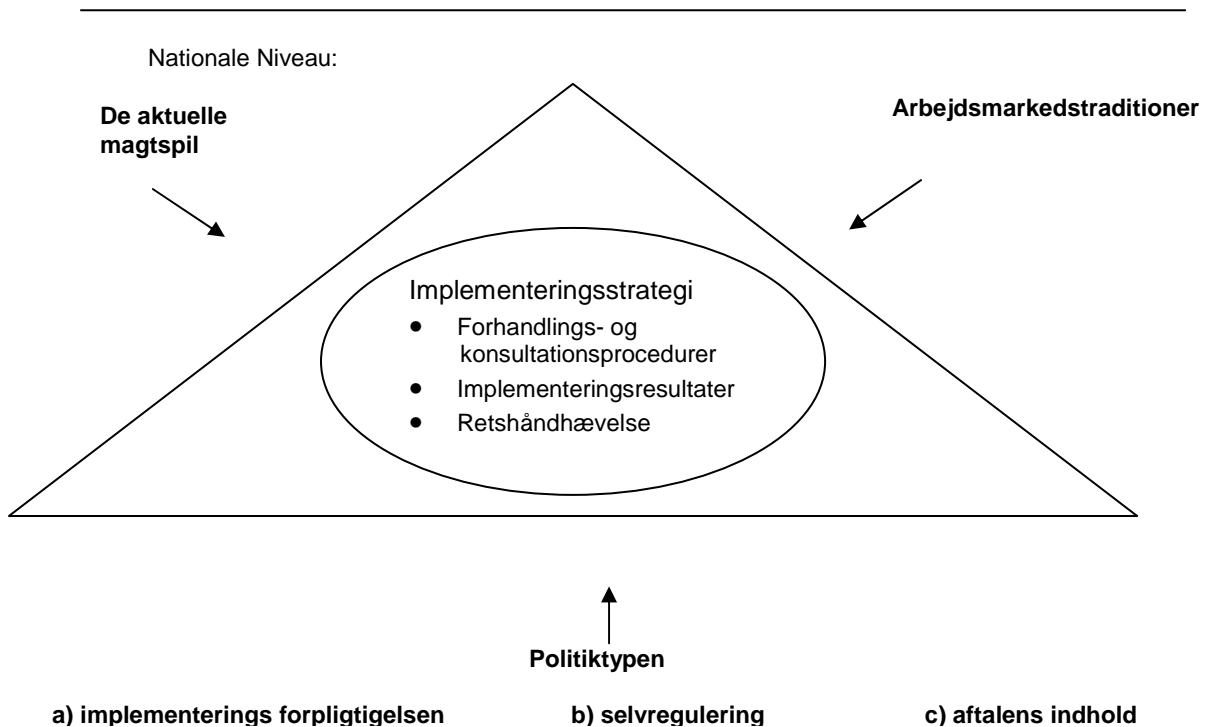 Nationale Niveau:
De aktuelle
magtspil
Arbejdsmarkedstraditioner
Implementeringsstrategi
● Forhandlings- og
konsultationsprocedurer
● Implementeringsresultater
● Retshåndhævelse
Politiktypen
a) implementerings forpligtigelsen b) selvregulering c) aftalens indhold